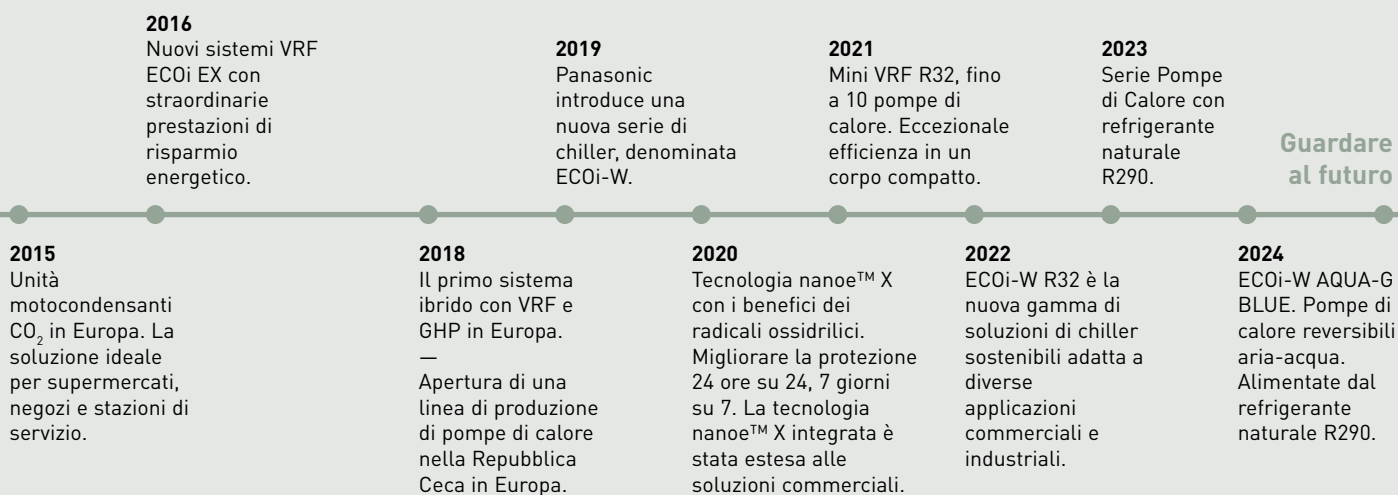 2016
Nuovi sistemi VRF
ECOi EX con
straordinarie
prestazioni di
risparmio
energetico.
2019
Panasonic
introduce una
nuova serie di
chiller, denominata
ECOi-W.
2021
Mini VRF R32, fino
a 10 pompe di
calore. Eccezionale
efficienza in un
corpo compatto.
2023
Serie Pompe
di Calore con
refrigerante
naturale
R290.
Guardare
al futuro
2015
Unità
motocondensanti
CO₂ in Europa. La
soluzione ideale
per supermercati,
negozi e stazioni di
servizio.
2018
Il primo sistema
ibrido con VRF e
GHP in Europa.
—
Apertura di una
linea di produzione
di pompe di calore
nella Repubblica
Ceca in Europa.
2020
Tecnologia nanoe™ X
con i benefici dei
radicali ossidrilici.
Migliorare la protezione
24 ore su 24, 7 giorni
su 7. La tecnologia
nanoe™ X integrata è
stata estesa alle
soluzioni commerciali.
2022
ECOi-W R32 è la
nuova gamma di
soluzioni di chiller
sostenibili adatta a
diverse
applicazioni
commerciali e
industriali.
2024
ECOi-W AQUA-G
BLUE. Pompe di
calore reversibili
aria-acqua.
Alimentate dal
refrigerante
naturale R290.